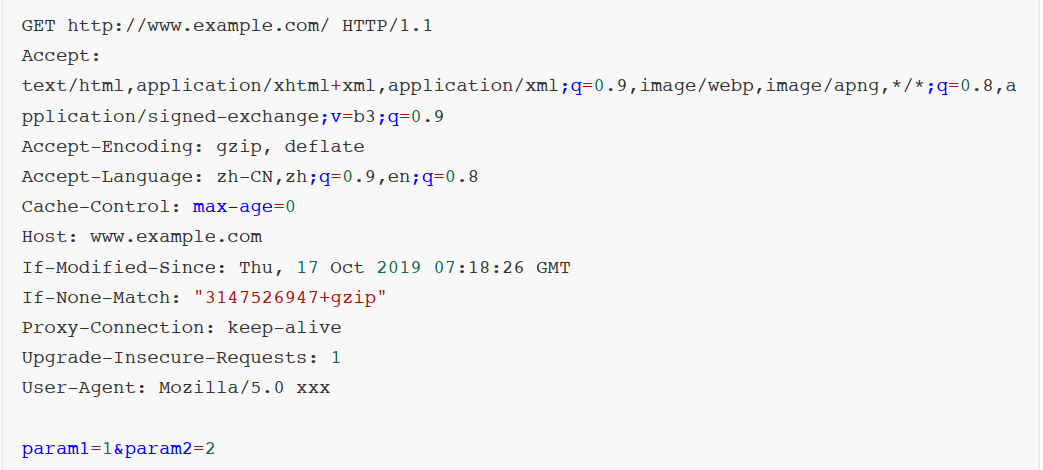 GET http://www.example.com/ HTTP/1.1
Accept:
text/html,application/xhtml+xml,application/xml;q=0.9,image/webp,image/apng,*/*;q=0.8,a
pplication/signed-exchange;v=b3;q=0.9
Accept-Encoding: gzip, deflate
Accept-Language: zh-CN,zh;q=0.9,en;q=0.8
Cache-Control: max-age=0
Host: www.example.com
If-Modified-Since: Thu, 17 Oct 2019 07:18:26 GMT
If-None-Match: "3147526947+gzip"
Proxy-Connection: keep-alive
Upgrade-Insecure-Requests: 1
User-Agent: Mozilla/5.0 xxx
param1=1&param2=2